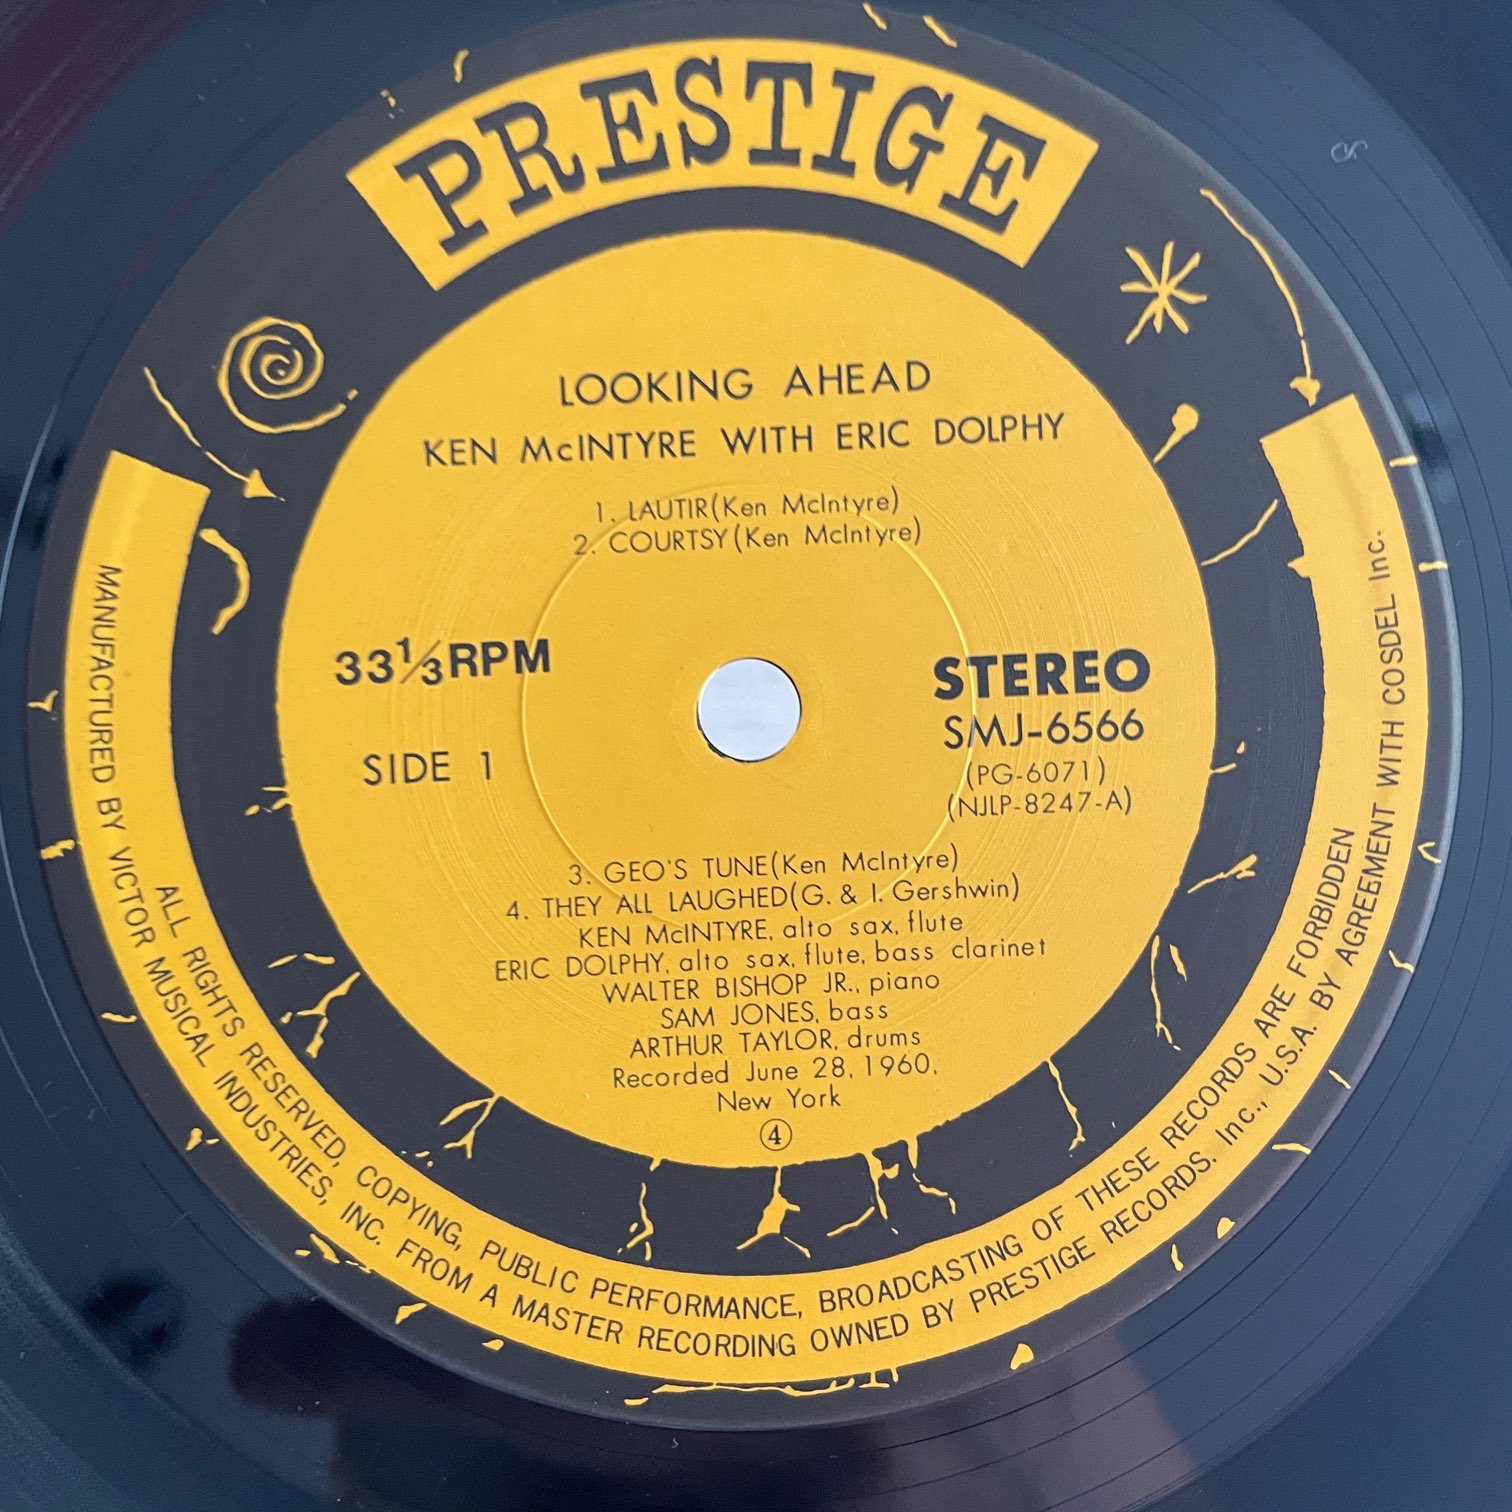 PRESTIGE
LOOKING AHEAD
KEN McINTYRE WITH ERIC DOLPHY
1. LAUTIR(Ken McIntyre)
2. COURTSY(Ken McIntyre)
33 1/3 RPM
SIDE 1
STEREO
SMJ-6566
(PG-6071)
(NJLP-8247-A)
3. GEO'S TUNE(Ken McIntyre)
4. THEY ALL LAUGHED(G. & I. Gershwin)
KEN McINTYRE, alto sax, flute
ERIC DOLPHY, alto sax, flute, bass clarinet
WALTER BISHOP JR., piano
SAM JONES, bass
ARTHUR TAYLOR, drums
Recorded June 28, 1960,
New York
④
ALL RIGHTS RESERVED, COPYING, PUBLIC PERFORMANCE, BROADCASTING OF THESE RECORDS ARE FORBIDDEN
MANUFACTURED BY VICTOR MUSICAL INDUSTRIES, INC. FROM A MASTER RECORDING OWNED BY PRESTIGE RECORDS. Inc., U.S.A. BY AGREEMENT WITH COSDEL Inc.